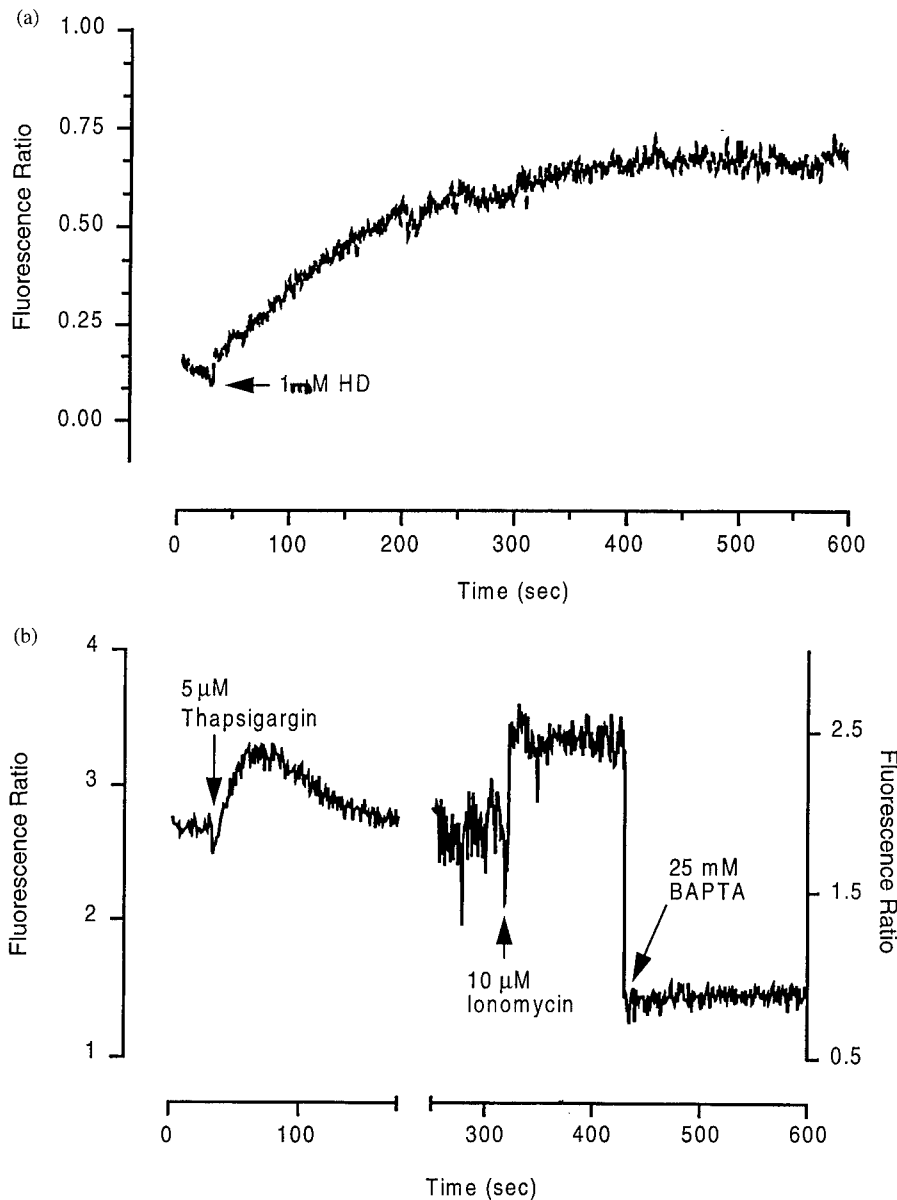 (a)
1.00
0.75
0.50
0.25
0.00
Fluorescence Ratio
1mM HD
0 100 200 300 400 500 600
Time (sec)
(b)
4
3
2
1
Fluorescence Ratio
5 μM
Thapsigargin
10 μM
Ionomycin
25 mM
BAPTA
2.5
1.5
0.5
Fluorescence Ratio
0 100 300 400 500 600
Time (sec)